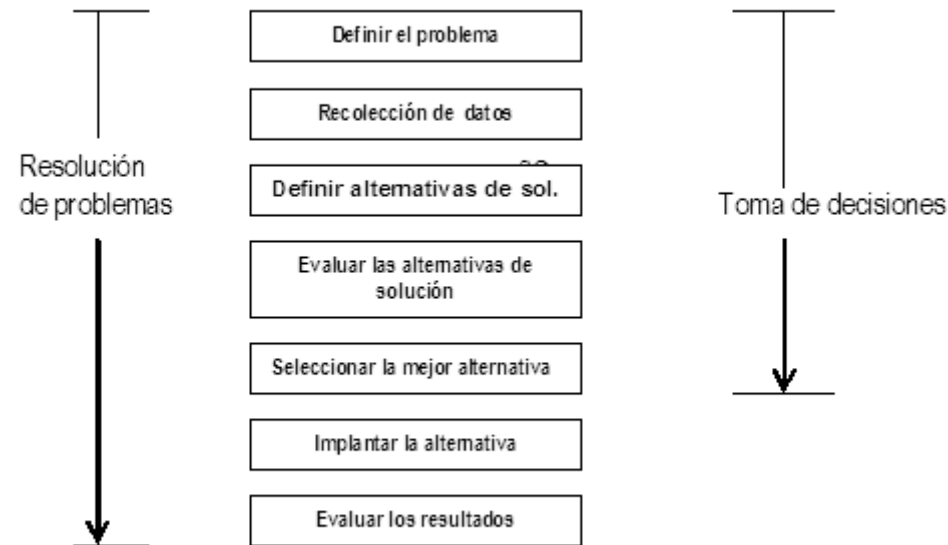 Definir el problema
Recolección de datos
Resolución
de problemas
Definir alternativas de sol.
Toma de decisiones
Evaluar las alternativas de
solución
Seleccionar la mejor alternativa
Implantar la alternativa
Evaluar los resultados